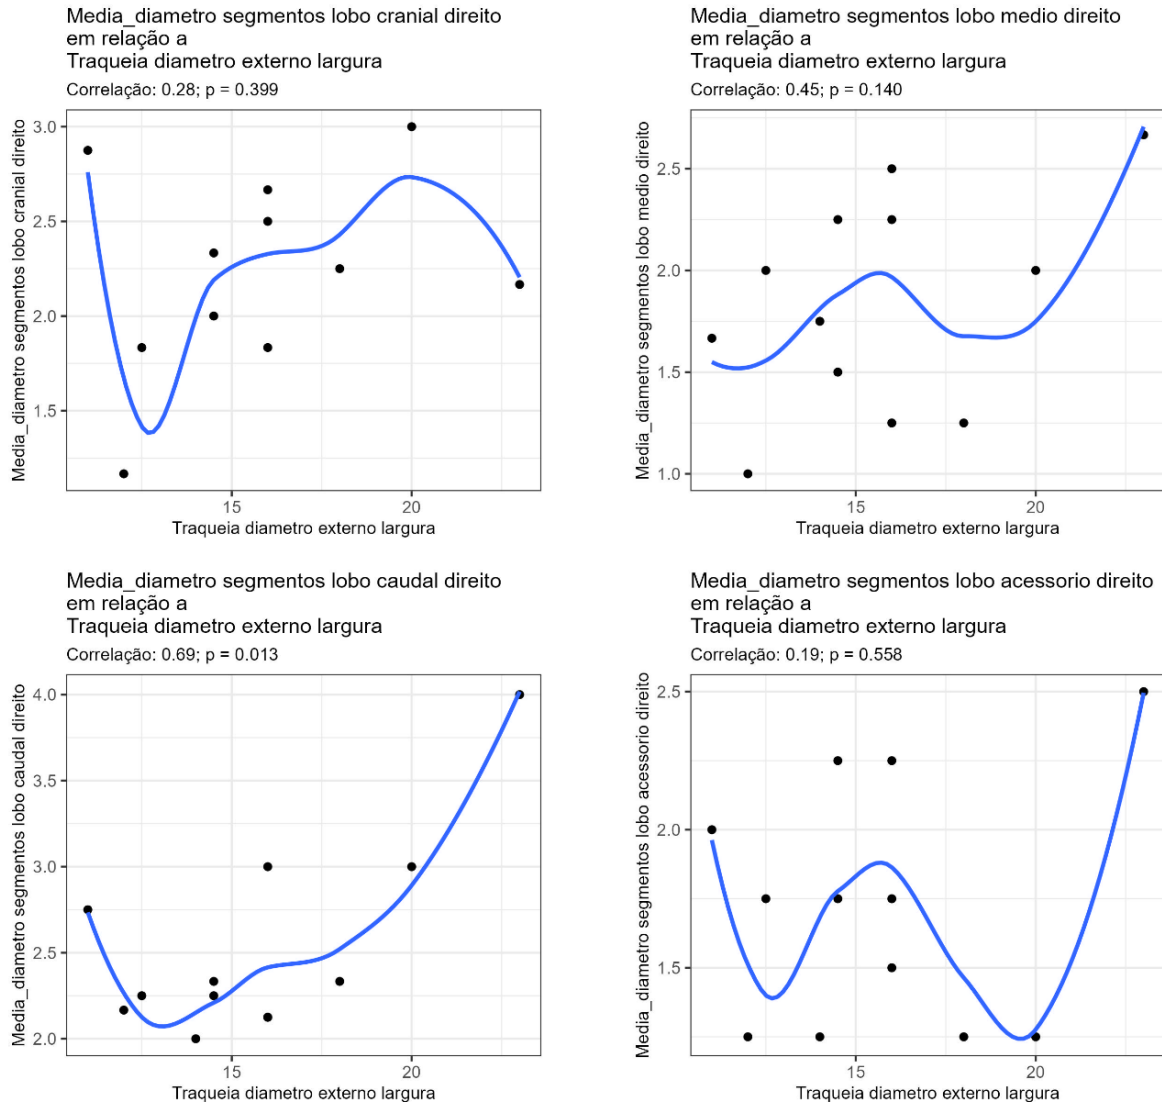 Media_diametro segmentos lobo cranial direito
em relação a
Traqueia diametro externo largura
Correlação: 0.28; p = 0.399
Media_diametro segmentos lobo cranial direito
3.0
2.5
2.0
1.5
15
20
Traqueia diametro externo largura
Media_diametro segmentos lobo medio direito
em relação a
Traqueia diametro externo largura
Correlação: 0.45; p = 0.140
Media_diametro segmentos lobo medio direito
2.5
2.0
1.5
1.0
15
20
Traqueia diametro externo largura
Media_diametro segmentos lobo caudal direito
em relação a
Traqueia diametro externo largura
Correlação: 0.69; p = 0.013
Media_diametro segmentos lobo caudal direito
4.0
3.5
3.0
2.5
2.0
15
20
Traqueia diametro externo largura
Media_diametro segmentos lobo acessorio direito
em relação a
Traqueia diametro externo largura
Correlação: 0.19; p = 0.558
Media_diametro segmentos lobo acessorio direito
2.5
2.0
1.5
15
20
Traqueia diametro externo largura